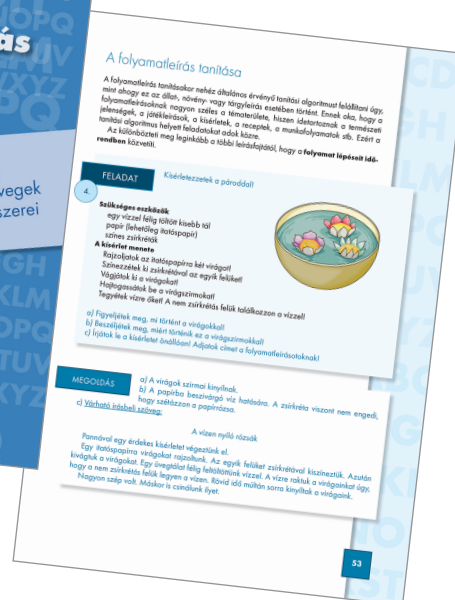 ás
vegek
szerei
A folyamatleírás tanítása
A folyamatleírás tanításakor nehéz általános érvényű tanítási algoritmust felállítani úgy,
mint ahogy ez az állat-, növény- vagy tárgyleírás esetében történt. Ennek oka, hogy a
folyamatleírásoknak nagyon széles a tématerülete, hiszen idetartoznak a természeti
jelenségek, a játékleírások, a kísérletek, a receptek, a munkafolyamatok stb. Ezért a
tanítási algoritmus helyett feladatokat adok közre.
Az különbözteti meg leginkább a többi leírásfajtától, hogy a folyamat lépéseit idő-
rendben közvetíti.
FELADAT
Kísérletezzetek a pároddal!
4.
Szükséges eszközök
egy vízzel félig töltött kisebb tál
papír (lehetőleg itatóspapír)
színes zsírkréták
A kísérlet menete
Rajzoljatok az itatóspapírra két virágot!
Színezzétek ki zsírkrétával az egyik felüket!
Vágjátok ki a virágokat!
Hajtogassátok be a virágszirmokat!
Tegyétek vízre őket! A nem zsírkrétás felük találkozzon a vízzel!
a) Figyeljétek meg, mi történt a virágokkal!
b) Beszéljétek meg, miért történik ez a virágszirmokkal!
c) Írjátok le a kísérletet önállóan! Adjatok címet a folyamatleírásotoknak!
MEGOLDÁS
a) A virágok szirmai kinyílnak.
b) A papírba beszivárgó víz hatására. A zsírkréta viszont nem engedi,
hogy szétázzon a papírrózsa.
c) Várható írásbeli szöveg:
A vízen nyíló rózsák
Pannával egy érdekes kísérletet végeztünk el.
Egy itatóspapírra virágokat rajzoltunk. Az egyik felüket zsírkrétával kiszíneztük. Azután
kivágtuk a virágokat. Egy üvegtálat félig feltöltöttünk vízzel. A vízre raktuk a virágainkat úgy,
hogy a nem zsírkrétás felük legyen a vízen. Rövid idő múltán sorra kinyíltak a virágaink.
Nagyon szép volt. Máskor is csinálunk ilyet.
53